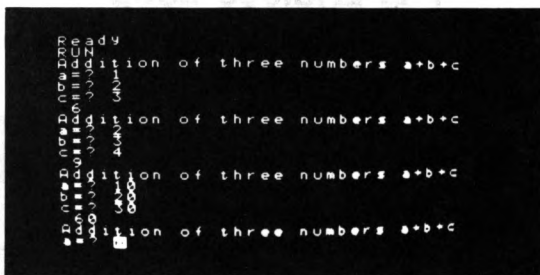 Ready
RUN
Addition of three numbers a+b+c
a=? 1
b=? 2
c=? 3
6
Addition of three numbers a+b+c
a=? 2
b=? 3
c=? 4
9
Addition of three numbers a+b+c
a=? 10
b=? 20
c=? 30
60
Addition of three numbers a+b+c
a=?